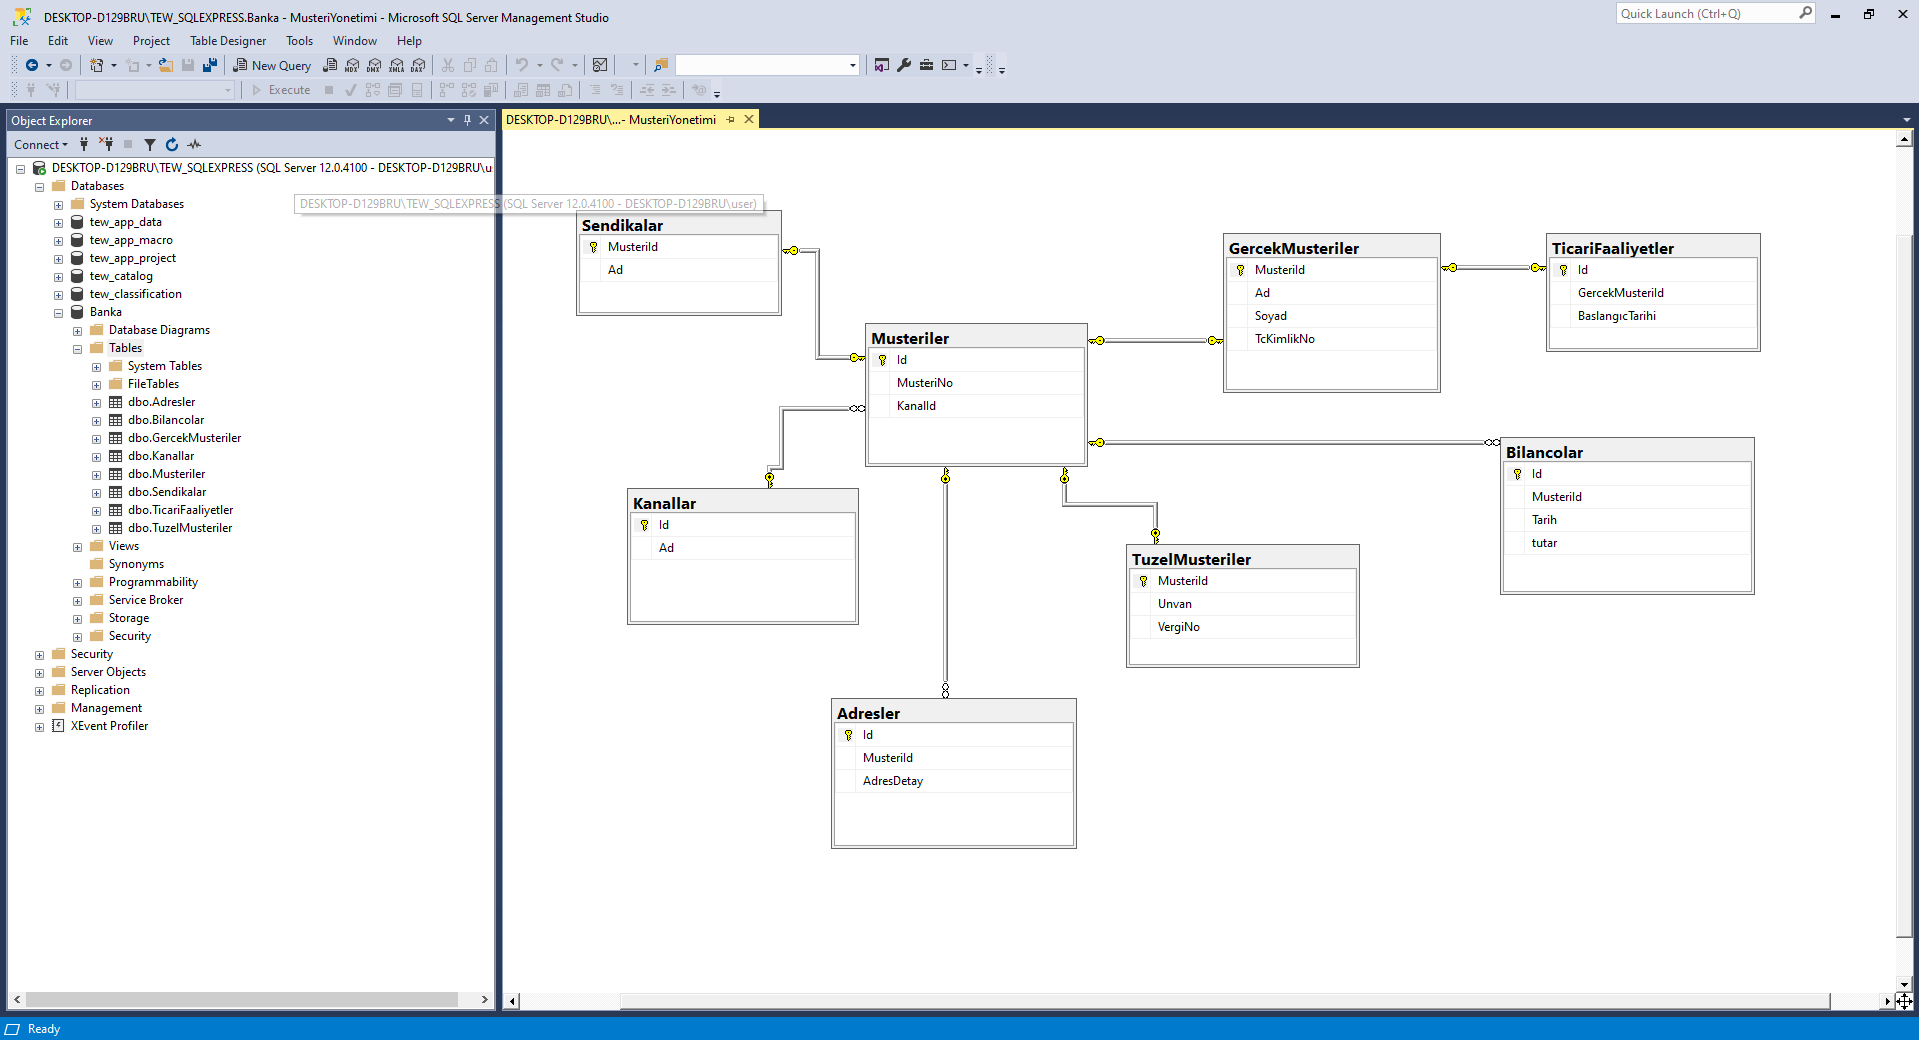 DESKTOP-D129BRU\TEW_SQLEXPRESS.Banka - MusteriYonetimi - Microsoft SQL Server Management Studio
Quick Launch (Ctrl+Q)
File Edit View Project Table Designer Tools Window Help
New Query MDX DMX XMLA DAX
Execute
Object Explorer
DESKTOP-D129BRU\...- MusteriYonetimi
Connect
DESKTOP-D129BRU\TEW_SQLEXPRESS (SQL Server 12.0.4100 - DESKTOP-D129BRU\u
Databases
System Databases
DESKTOP-D129BRU\TEW_SQLEXPRESS (SQL Server 12.0.4100 - DESKTOP-D129BRU\user)
tew_app_data
tew_app_macro
tew_app_project
tew_catalog
tew_classification
Banka
Database Diagrams
Tables
System Tables
FileTables
dbo.Adresler
dbo.Bilancolar
dbo.GercekMusteriler
dbo.Kanallar
dbo.Musteriler
dbo.Sendikalar
dbo.TicariFaaliyetler
dbo.TuzelMusteriler
Views
Synonyms
Programmability
Service Broker
Storage
Security
Security
Server Objects
Replication
Management
XEvent Profiler
Sendikalar
MusteriId
Ad
GercekMusteriler
MusteriId
Ad
Soyad
TcKimlikNo
TicariFaaliyetler
Id
GercekMusteriId
BaslangıcTarihi
Musteriler
Id
MusteriNo
KanalId
Bilancolar
Id
MusteriId
Tarih
tutar
Kanallar
Id
Ad
TuzelMusteriler
MusteriId
Unvan
VergiNo
Adresler
Id
MusteriId
AdresDetay
Ready